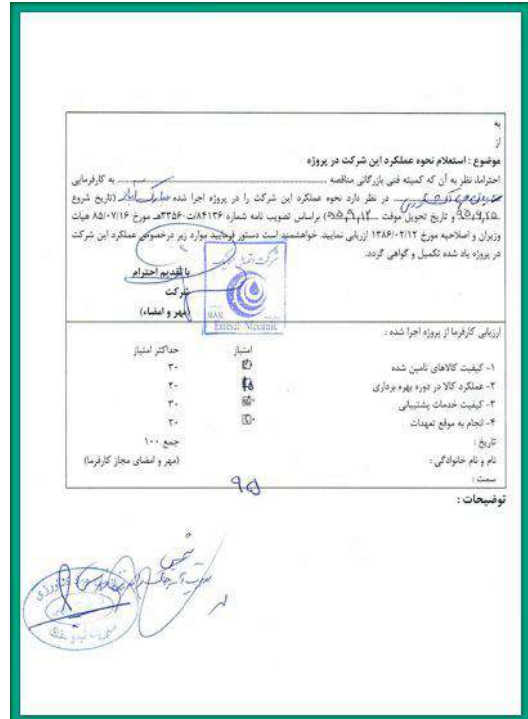 به
از
موضوع : استعلام نحوه عملکرد این شرکت در پروژه
احتراما، نظر به آن که کمیته فنی بازرگانی مناقصه ............ به کارفرمایی
در نظر دارد نحوه عملکرد این شرکت را در پروژه اجرا شده (تاریخ شروع
و تاریخ تحویل موقت براساس تصویب نامه شماره ۸۴۱۳۶/ت۳۳۵۶۰هـ مورخ ۸۵/۰۷/۱۶ هیات
وزیران و اصلاحیه مورخ ۱۳۸۶/۰۲/۱۲ ارزیابی نمایید. خواهشمند است دستور فرمایید موارد زیر درخصوص عملکرد این شرکت
در پروژه یاد شده تکمیل و گواهی گردد.
با تقدیم احترام
شرکت
(مهر و امضاء)
Mecanic
ارزیابی کارفرما از پروژه اجرا شده :
امتیاز حداکثر امتیاز
۱- کیفیت کالاهای تامین شده ۳۰
۲- عملکرد کالا در دوره بهره برداری ۲۰
۳- کیفیت خدمات پشتیبانی ۳۰
۴- انجام به موقع تعهدات ۲۰
تاریخ : جمع ۱۰۰
نام و نام خانوادگی : (مهر و امضای مجاز کارفرما)
سمت :
۹۵
توضیحات :